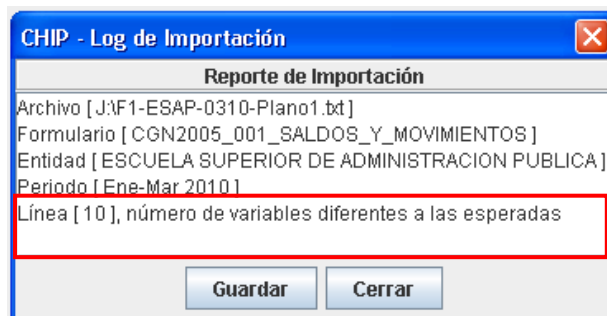 CHIP - Log de Importación
Reporte de Importación
Archivo [ J:\F1-ESAP-0310-Plano1.txt ]
Formulario [ CGN2005_001_SALDOS_Y_MOVIMIENTOS ]
Entidad [ ESCUELA SUPERIOR DE ADMINISTRACION PUBLICA ]
Periodo [ Ene-Mar 2010 ]
Línea [ 10 ], número de variables diferentes a las esperadas
Guardar Cerrar